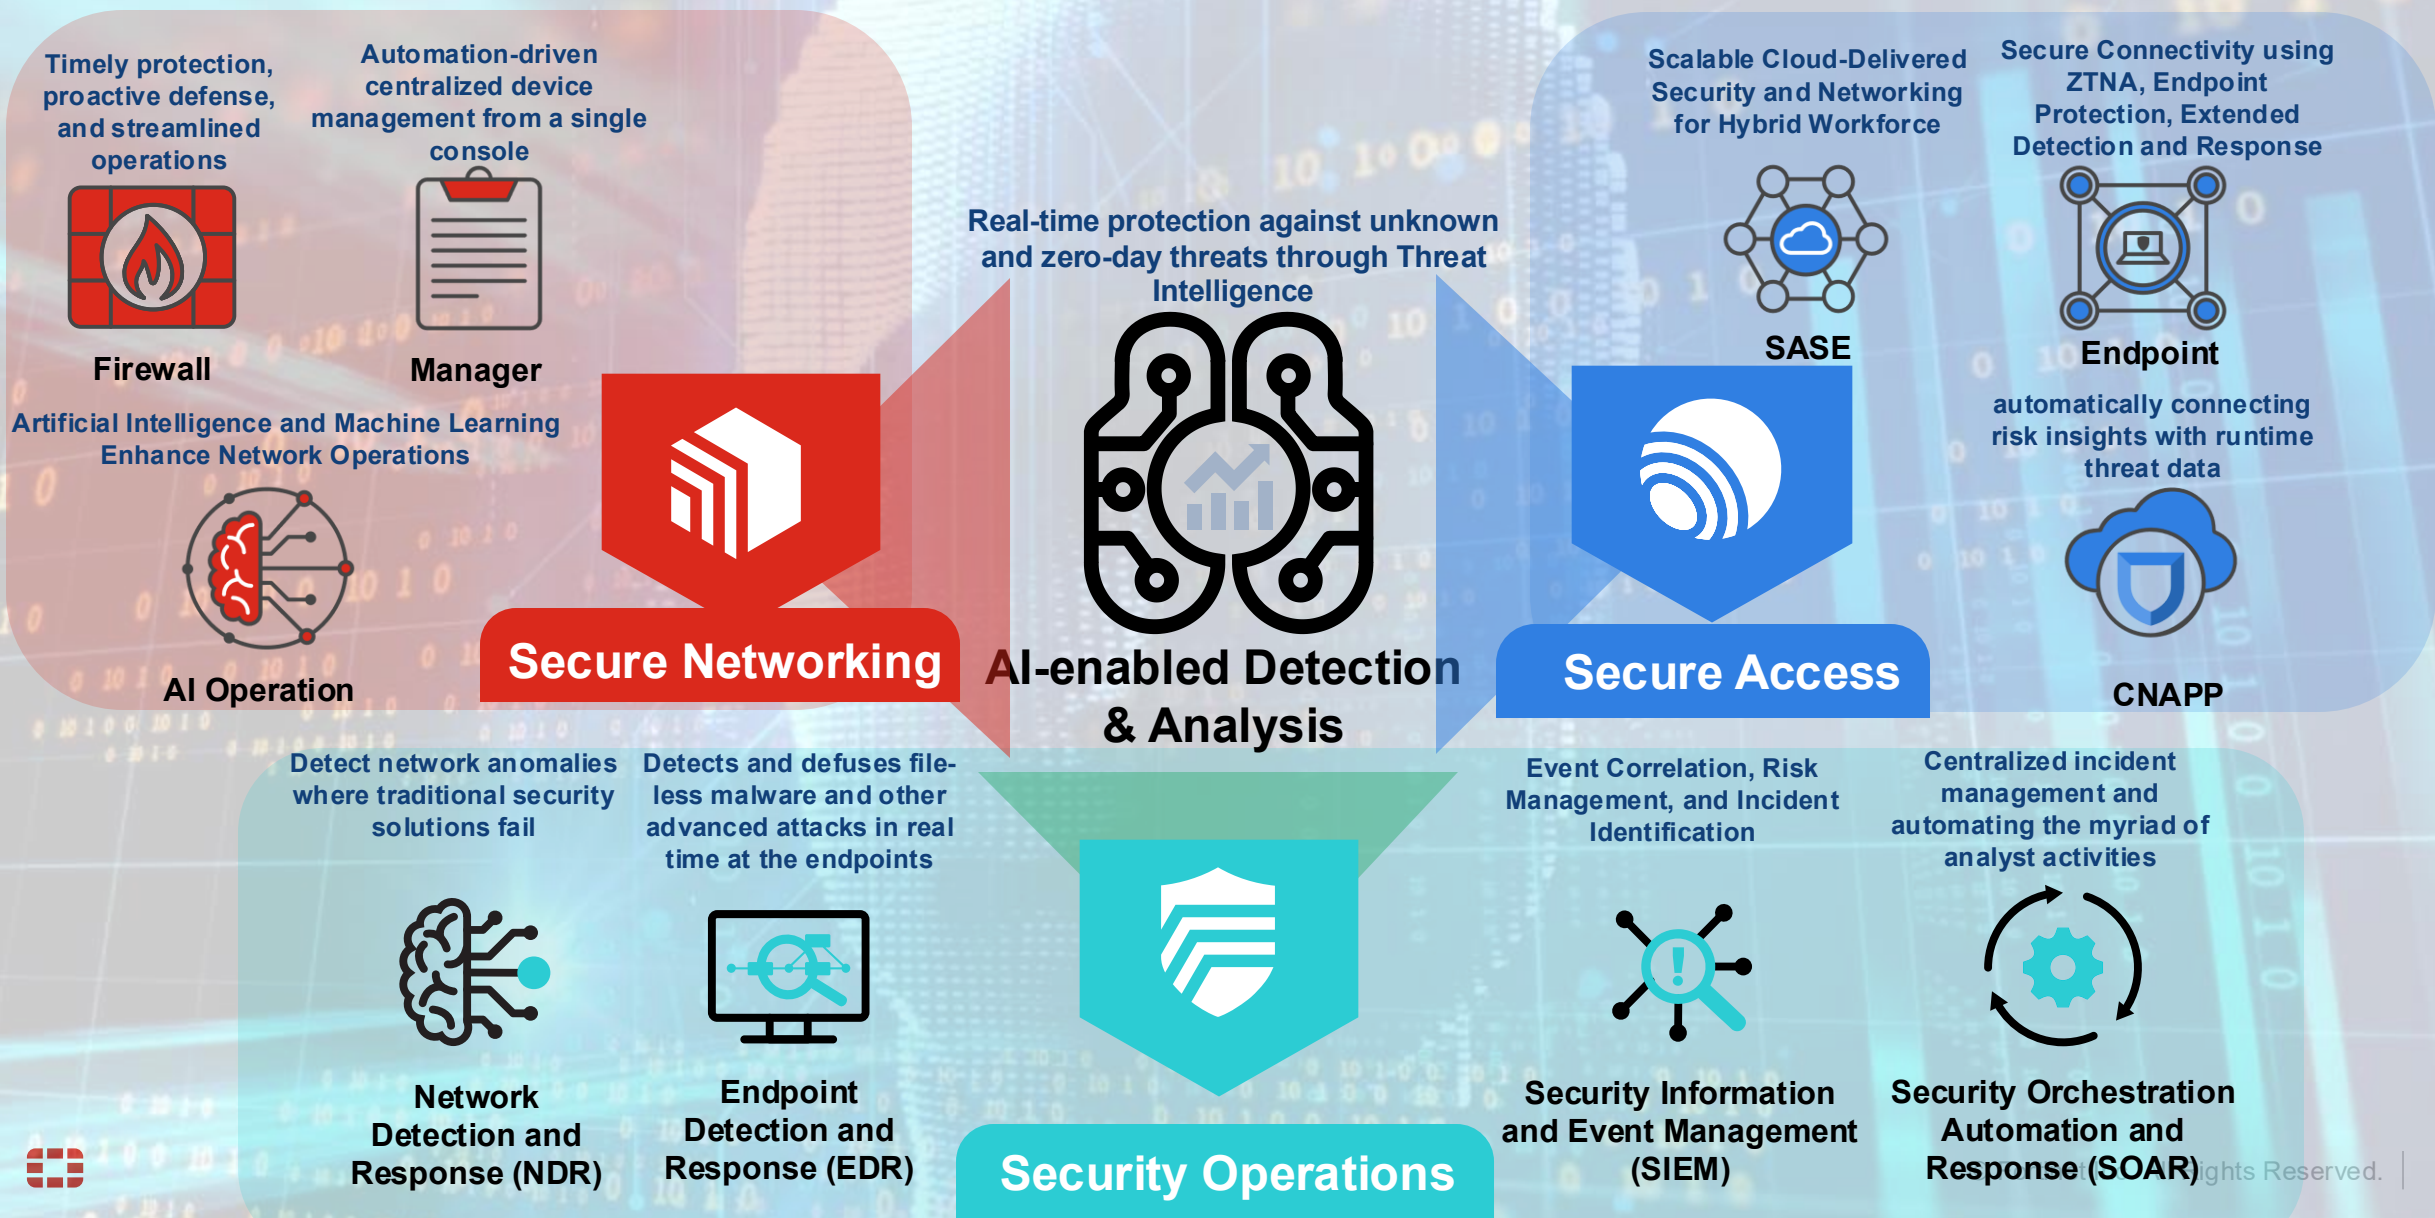 Timely protection,
proactive defense,
and streamlined
operations
Firewall
Automation-driven
centralized device
management from a single
console
Manager
Artificial Intelligence and Machine Learning
Enhance Network Operations
AI Operation
Secure Networking
Real-time protection against unknown
and zero-day threats through Threat
Intelligence
AI-enabled Detection
& Analysis
Scalable Cloud-Delivered
Security and Networking
for Hybrid Workforce
SASE
Secure Connectivity using
ZTNA, Endpoint
Protection, Extended
Detection and Response
Endpoint
automatically connecting
risk insights with runtime
threat data
CNAPP
Secure Access
Detect network anomalies
where traditional security
solutions fail
Network
Detection and
Response (NDR)
Detects and defuses file-
less malware and other
advanced attacks in real
time at the endpoints
Endpoint
Detection and
Response (EDR)
Security Operations
Event Correlation, Risk
Management, and Incident
Identification
Security Information
and Event Management
(SIEM)
Centralized incident
management and
automating the myriad of
analyst activities
Security Orchestration
Automation and
Response (SOAR)
Reserved.